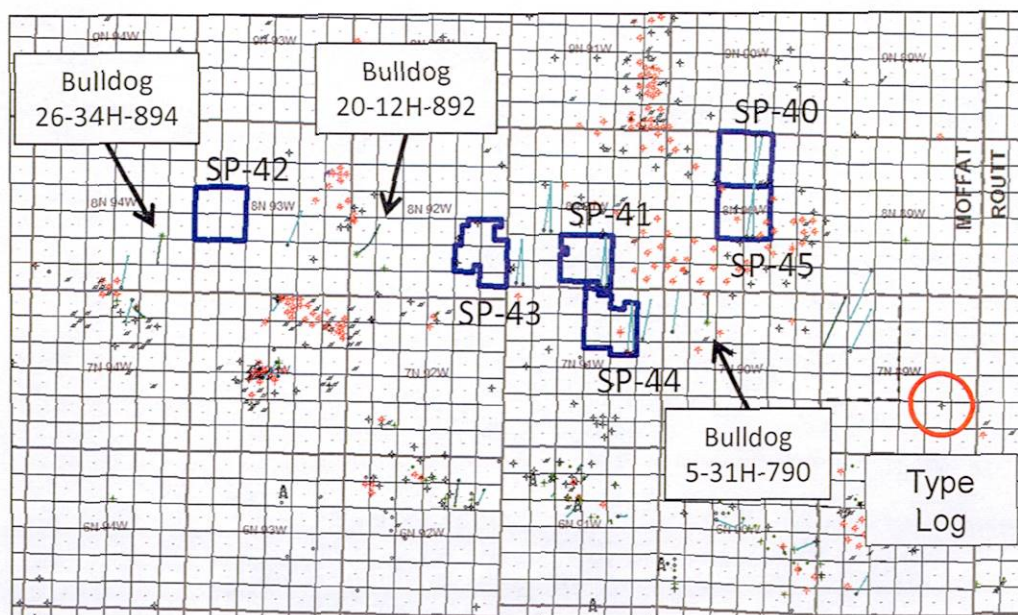 9N 94W
9N 93W
9N 91W
9N 90W
9N 89W
Bulldog
26-34H-894
Bulldog
20-12H-892
SP-40
SP-42
MOFFAT
ROUTT
8N 94W
8N 93W
8N 92W
SP-41
8N 89W
SP-45
SP-43
7N 94W
7N 92W
7N 91W
7N 90W
7N 89W
SP-44
Bulldog
5-31H-790
Type
Log
A
A
6N 94W
6N 93W
6N 92W
6N 91W
A
A